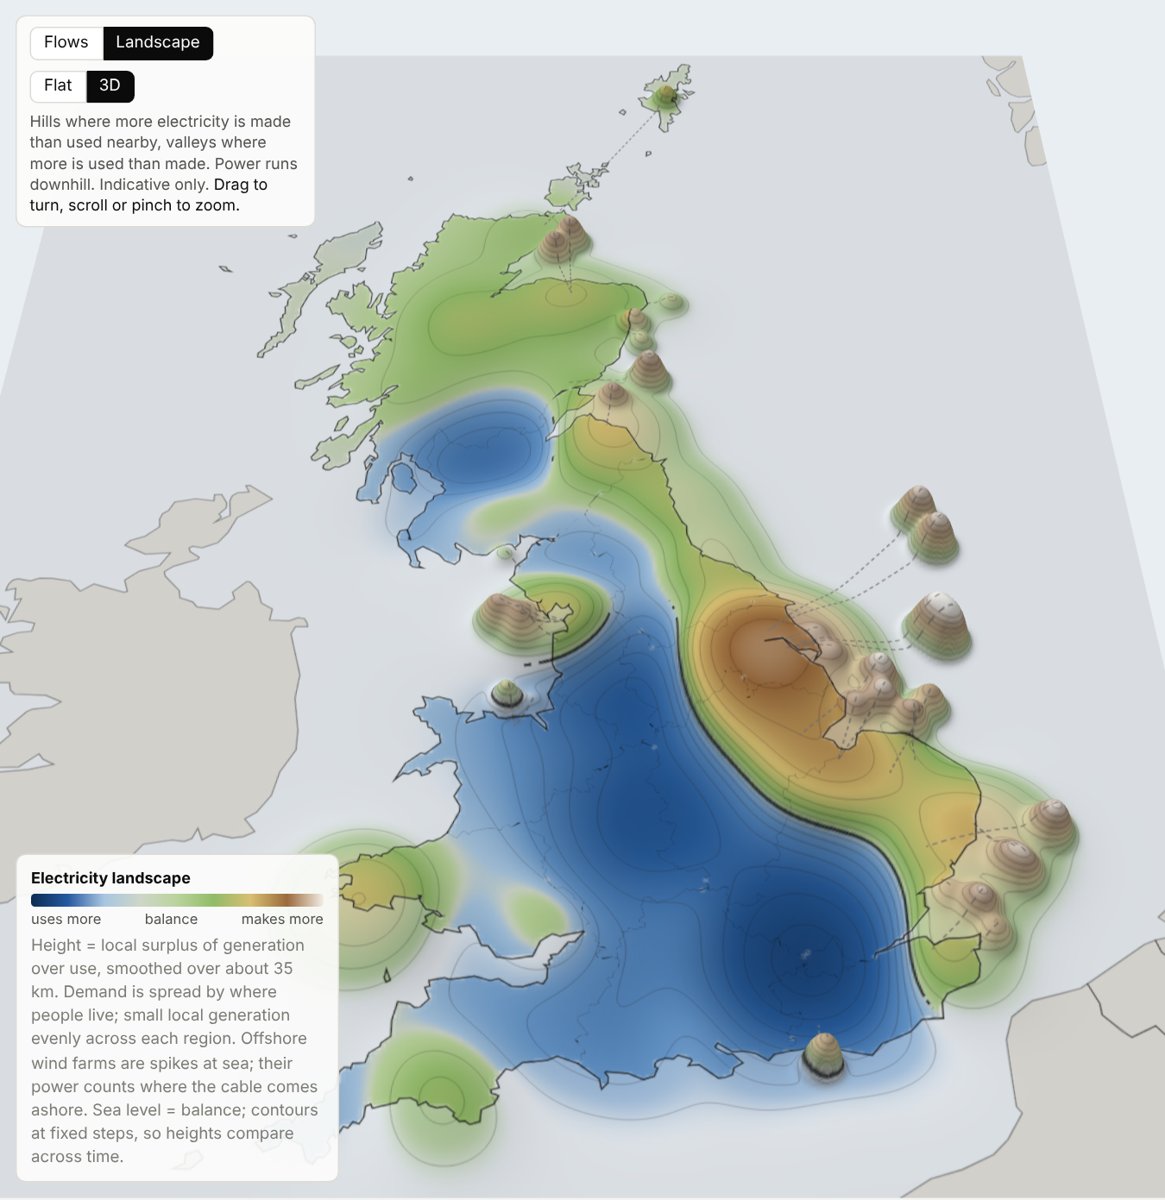 Flows Landscape
Flat 3D
Hills where more electricity is made
than used nearby, valleys where
more is used than made. Power runs
downhill. Indicative only. Drag to
turn, scroll or pinch to zoom.
Electricity landscape
uses more balance makes more
Height = local surplus of generation
over use, smoothed over about 35
km. Demand is spread by where
people live; small local generation
evenly across each region. Offshore
wind farms are spikes at sea; their
power counts where the cable comes
ashore. Sea level = balance; contours
at fixed steps, so heights compare
across time.